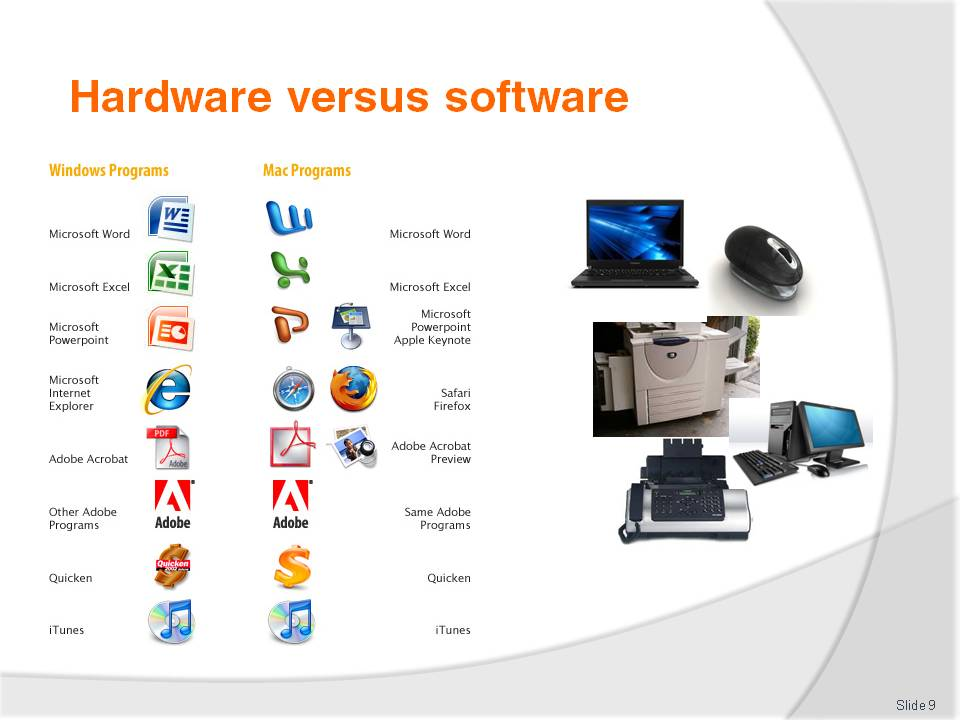 Hardware versus software
Windows Programs
Mac Programs
Microsoft Word
Microsoft Word
Microsoft Excel
Microsoft Excel
Microsoft
Powerpoint
Microsoft
Powerpoint
Apple Keynote
Microsoft
Internet
Explorer
Safari
Firefox
Adobe Acrobat
PDF
Adobe
Adobe Acrobat
Preview
Other Adobe
Programs
Adobe
Adobe
Same Adobe
Programs
Quicken
Quicken
2002 
Quicken
iTunes
iTunes
Slide 9